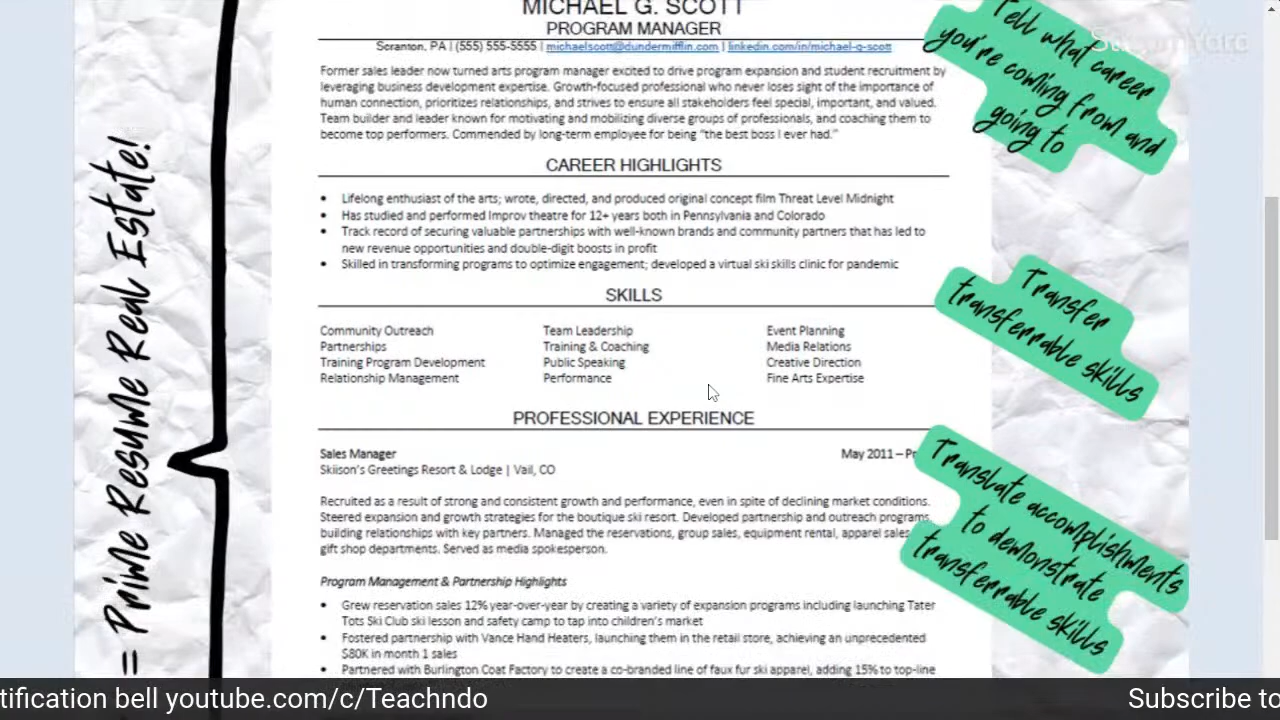 MICHAEL G. SCOTT
PROGRAM MANAGER
Scranton, PA | (555) 555-5555 | michaelscott@dundermifflin.com | linkedin.com/in/michael-g-scott
Former sales leader now turned arts program manager excited to drive program expansion and student recruitment by
leveraging business development expertise. Growth-focused professional who never loses sight of the importance of
human connection, prioritizes relationships, and strives to ensure all stakeholders feel special, important, and valued.
Team builder and leader known for motivating and mobilizing diverse groups of professionals, and coaching them to
become top performers. Commended by long-term employee for being “the best boss I ever had.”
CAREER HIGHLIGHTS
• Lifelong enthusiast of the arts; wrote, directed, and produced original concept film Threat Level Midnight
• Has studied and performed Improv theatre for 12+ years both in Pennsylvania and Colorado
• Track record of securing valuable partnerships with well-known brands and community partners that has led to
new revenue opportunities and double-digit boosts in profit
• Skilled in transforming programs to optimize engagement; developed a virtual ski skills clinic for pandemic
SKILLS
Community Outreach Team Leadership Event Planning
Partnerships Training & Coaching Media Relations
Training Program Development Public Speaking Creative Direction
Relationship Management Performance Fine Arts Expertise
PROFESSIONAL EXPERIENCE
Sales Manager May 2011 – Pr
Skiison's Greetings Resort & Lodge | Vail, CO
Recruited as a result of strong and consistent growth and performance, even in spite of declining market conditions.
Steered expansion and growth strategies for the boutique ski resort. Developed partnership and outreach programs,
building relationships with key partners. Managed the reservations, group sales, equipment rental, apparel sales
gift shop departments. Served as media spokesperson.
Program Management & Partnership Highlights
• Grew reservation sales 12% year-over-year by creating a variety of expansion programs including launching Tater
Tots Ski Club ski lesson and safety camp to tap into children's market
• Fostered partnership with Vance Hand Heaters, launching them in the retail store, achieving an unprecedented
$80K in month 1 sales
• Partnered with Burlington Coat Factory to create a co-branded line of faux fur ski apparel, adding 15% to top-line
= Prime Resume Real Estate!
Tell what career
you're coming from and
going to
StreamYard
Transfer
transferrable skills
Translate accomplishments
to demonstrate
transferrable skills
tification bell youtube.com/c/Teachndo
Subscribe to